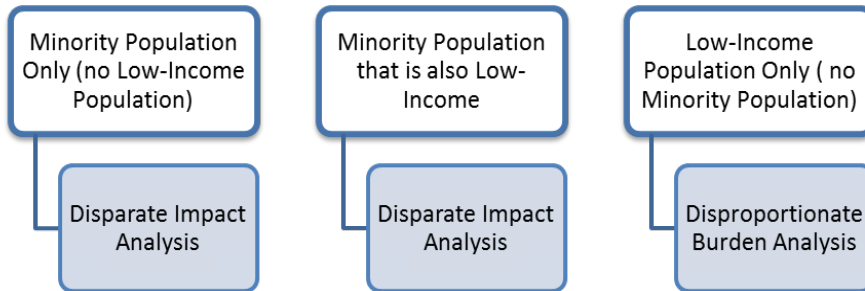 Minority Population
Only (no Low-Income
Population)
Disparate Impact
Analysis
Minority Population
that is also Low-
Income
Disparate Impact
Analysis
Low-Income
Population Only ( no
Minority Population)
Disproportionate
Burden Analysis